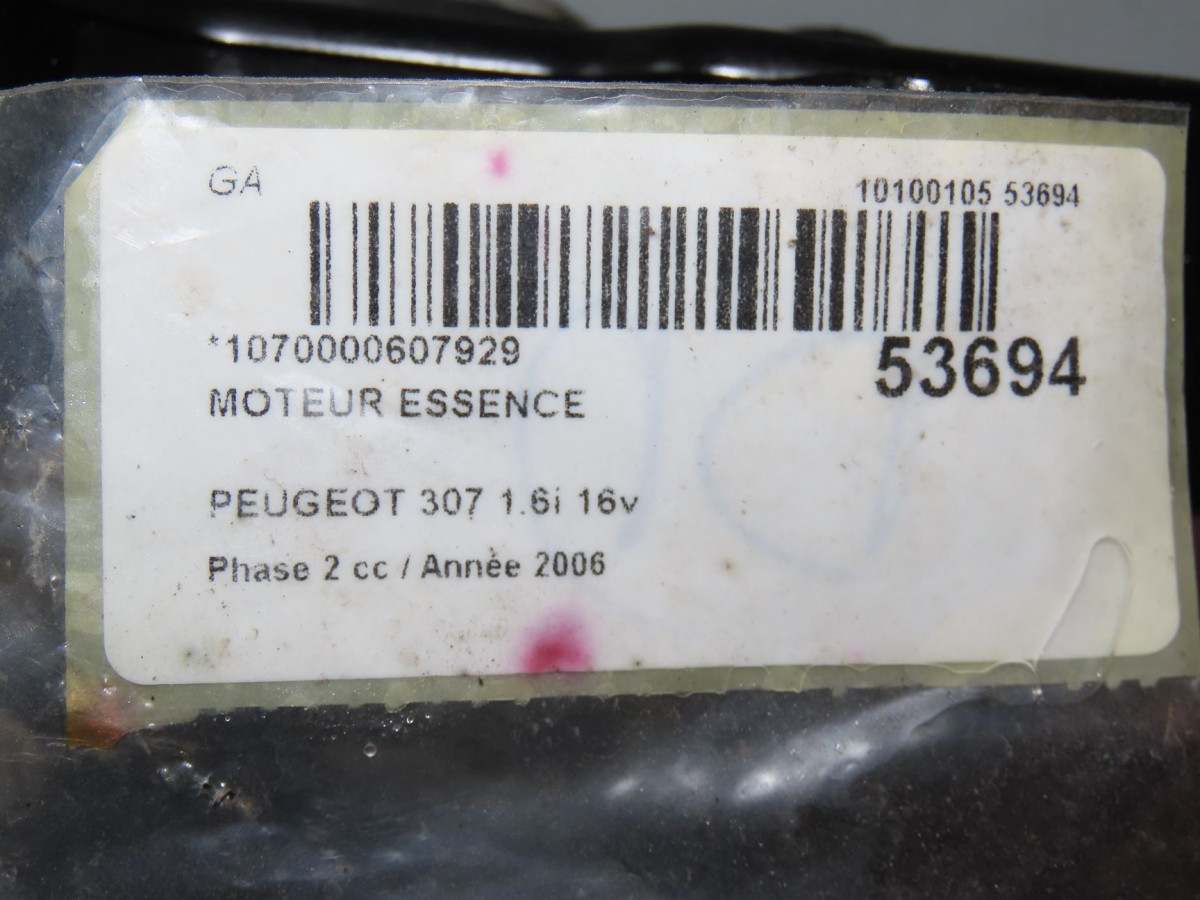 GA
10100105 53694
*1070000607929
53694
MOTEUR ESSENCE
PEUGEOT 307 1.6i 16v
Phase 2 cc / Année 2006